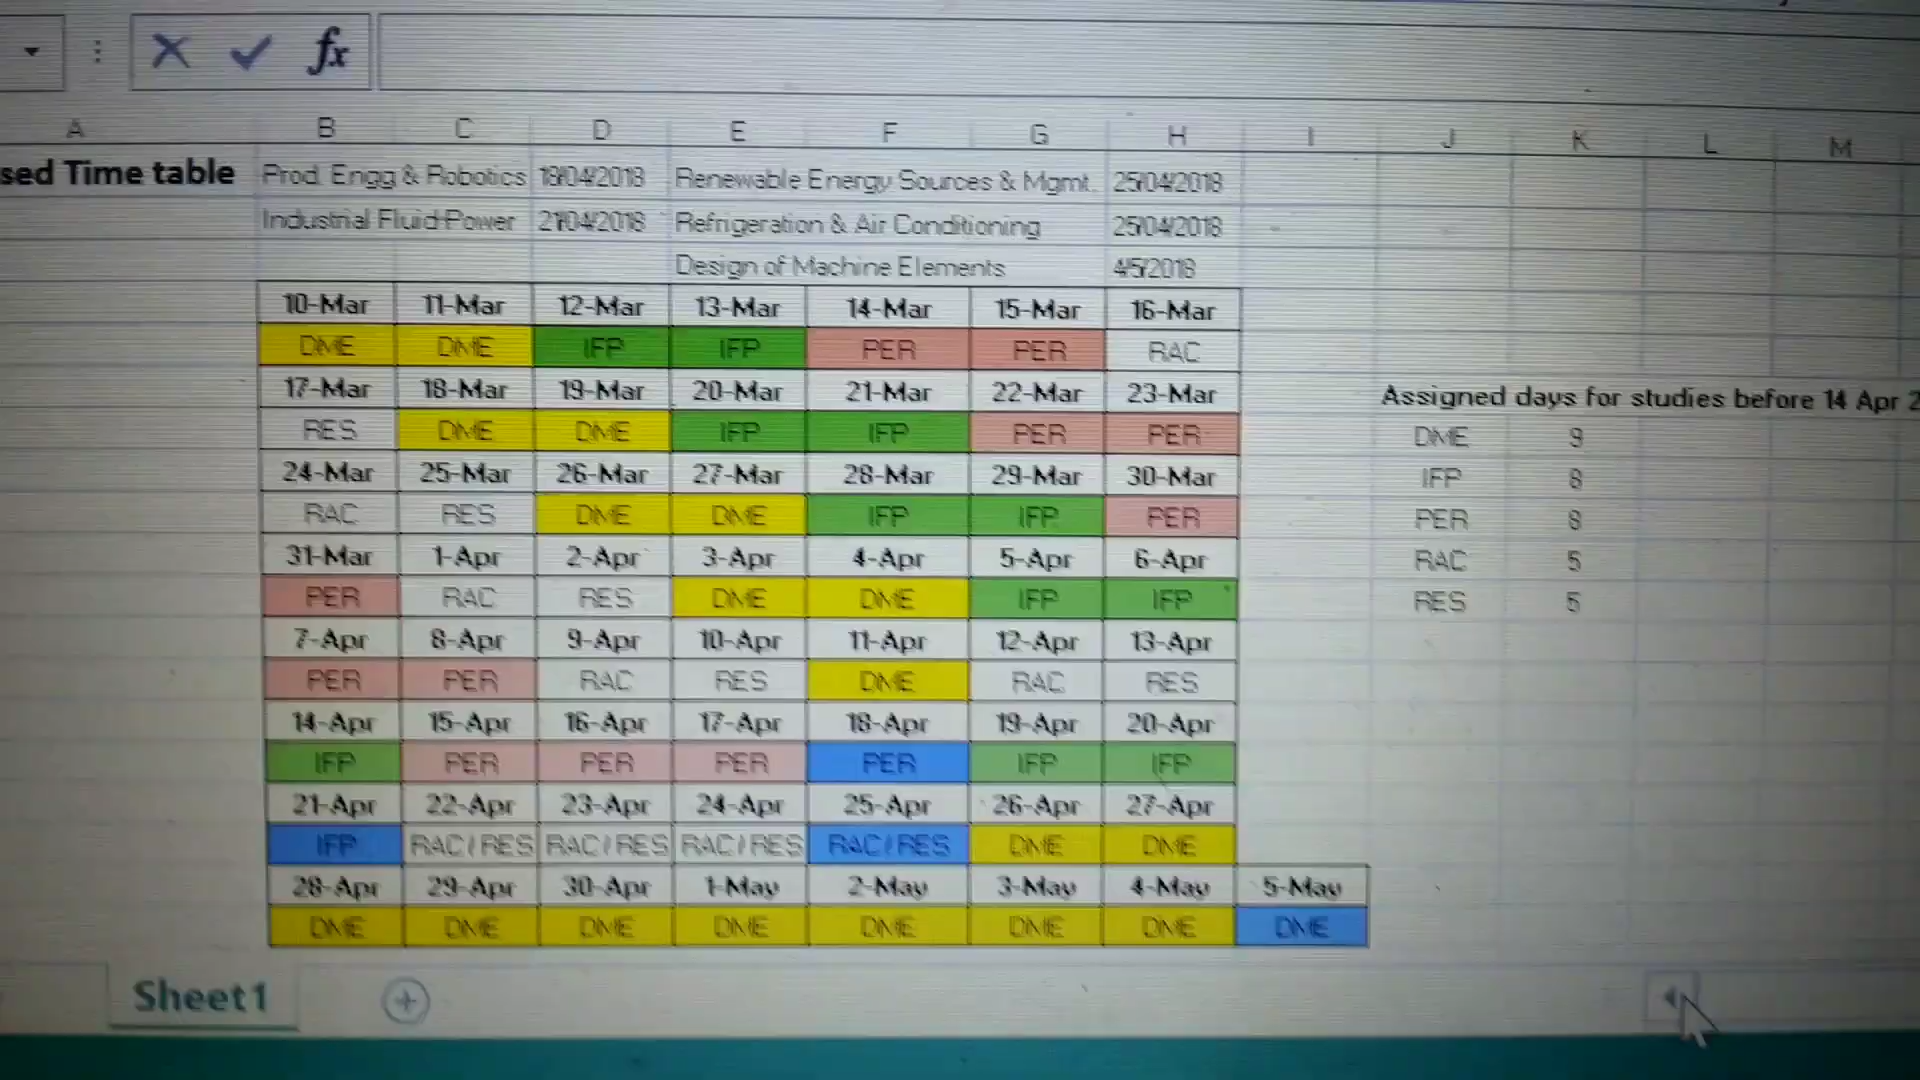 fx
A B C D E F G H I J K L M
sed Time table Prod. Engg & Robotics 18/04/2018 Renewable Energy Sources & Mgmt. 25/04/2018
Industrial Fluid Power 21/04/2018 Refrigeration & Air Conditioning 25/04/2018
Design of Machine Elements 4/5/2018
10-Mar 11-Mar 12-Mar 13-Mar 14-Mar 15-Mar 16-Mar
DME DME IFP IFP PER PER RAC
17-Mar 18-Mar 19-Mar 20-Mar 21-Mar 22-Mar 23-Mar Assigned days for studies before 14 Apr 2
RES DME DME IFP IFP PER PER DME 9
24-Mar 25-Mar 26-Mar 27-Mar 28-Mar 29-Mar 30-Mar IFP 8
RAC RES DME DME IFP IFP PER PER 8
31-Mar 1-Apr 2-Apr 3-Apr 4-Apr 5-Apr 6-Apr RAC 5
PER RAC RES DME DME IFP IFP RES 5
7-Apr 8-Apr 9-Apr 10-Apr 11-Apr 12-Apr 13-Apr
PER PER RAC RES DME RAC RES
14-Apr 15-Apr 16-Apr 17-Apr 18-Apr 19-Apr 20-Apr
IFP PER PER PER PER IFP IFP
21-Apr 22-Apr 23-Apr 24-Apr 25-Apr 26-Apr 27-Apr
IFP RAC / RES RAC / RES RAC / RES RAC / RES DME DME
28-Apr 29-Apr 30-Apr 1-May 2-May 3-May 4-May 5-May
DME DME DME DME DME DME DME DME
Sheet1